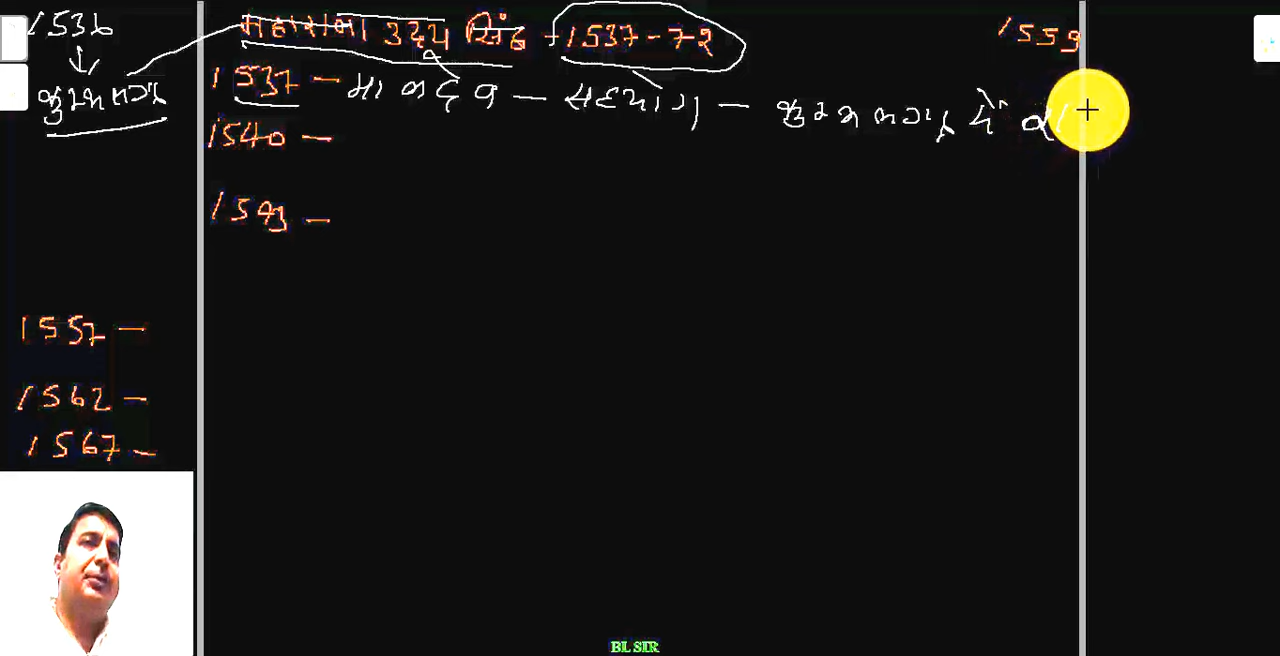 1536
कुम्भलगढ़
महाराणा उदय सिंह - 1537-72
1559
1537 - मालदेव - सहयोग - कुम्भलगढ़ में
1540 -
1543 -
1557 -
1562 -
1567 -
BL SIR